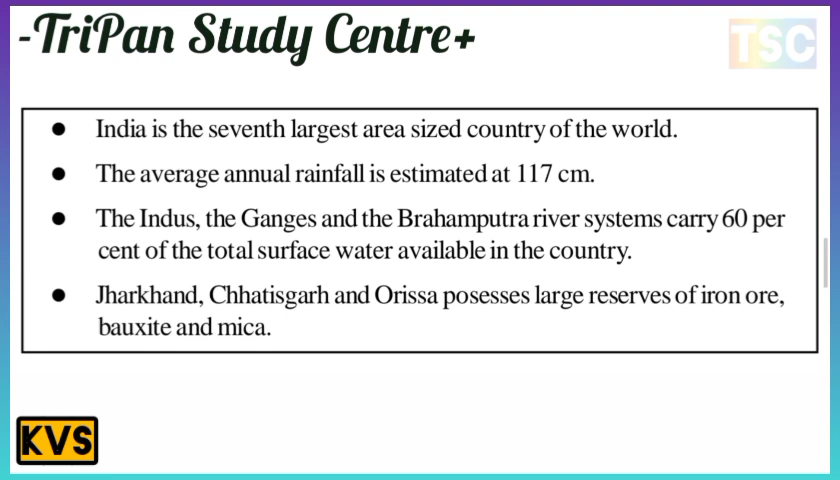 -TriPan Study Centre+
TSC
● India is the seventh largest area sized country of the world.
● The average annual rainfall is estimated at 117 cm.
● The Indus, the Ganges and the Brahamputra river systems carry 60 per
cent of the total surface water available in the country.
● Jharkhand, Chhatisgarh and Orissa posesses large reserves of iron ore,
bauxite and mica.
KVS